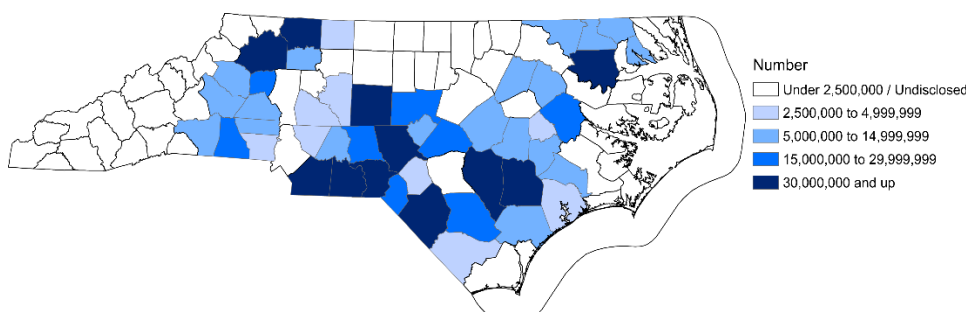 Number
Under 2,500,000 / Undisclosed
2,500,000 to 4,999,999
5,000,000 to 14,999,999
15,000,000 to 29,999,999
30,000,000 and up